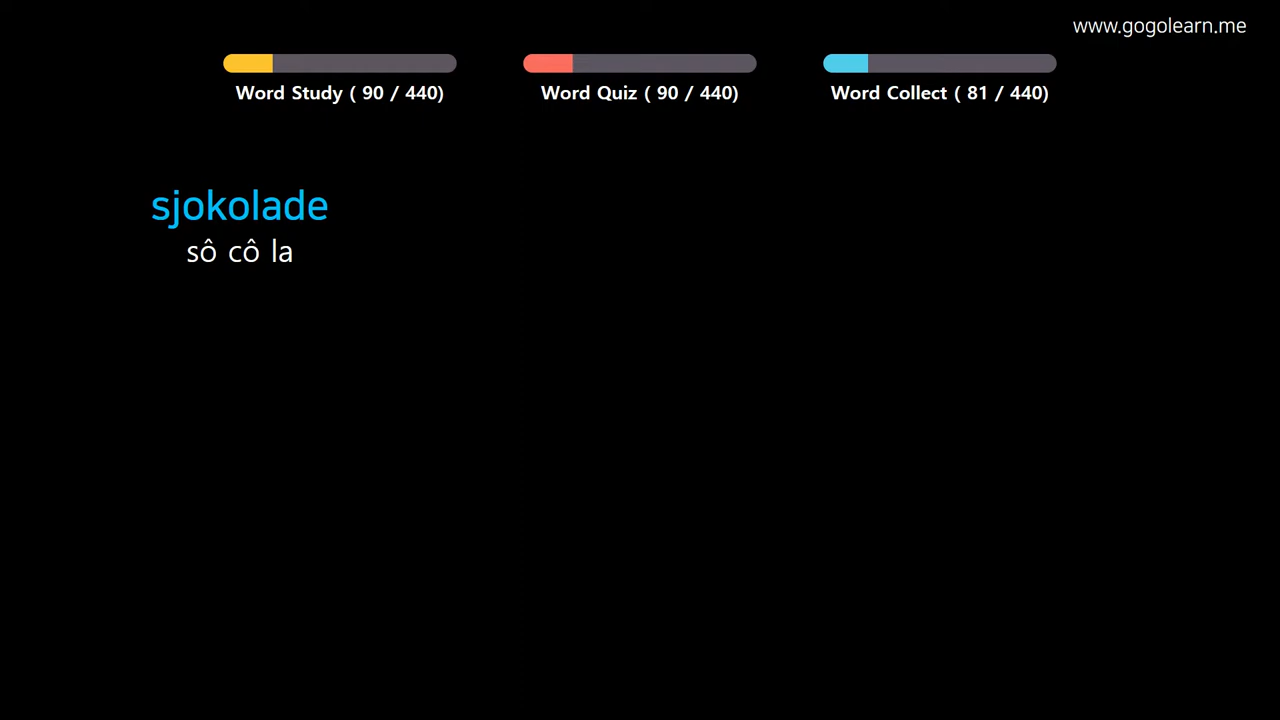 www.gogolearn.me
Word Study ( 90 / 440)
Word Quiz ( 90 / 440)
Word Collect ( 81 / 440)
sjokolade
sô cô la